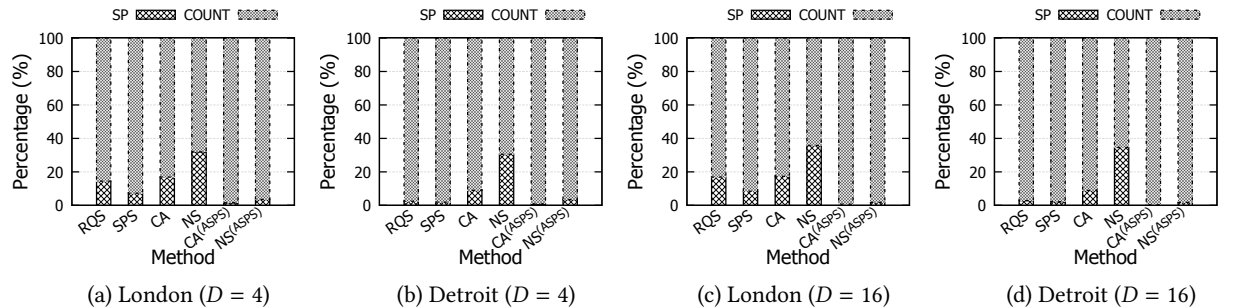 SP COUNT
100
80
60
40
20
0
Percentage (%)
RQS SPS CA NS CA(ASPS) NS(ASPS)
Method
(a) London (D = 4)
SP COUNT
100
80
60
40
20
0
Percentage (%)
RQS SPS CA NS CA(ASPS) NS(ASPS)
Method
(b) Detroit (D = 4)
SP COUNT
100
80
60
40
20
0
Percentage (%)
RQS SPS CA NS CA(ASPS) NS(ASPS)
Method
(c) London (D = 16)
SP COUNT
100
80
60
40
20
0
Percentage (%)
RQS SPS CA NS CA(ASPS) NS(ASPS)
Method
(d) Detroit (D = 16)